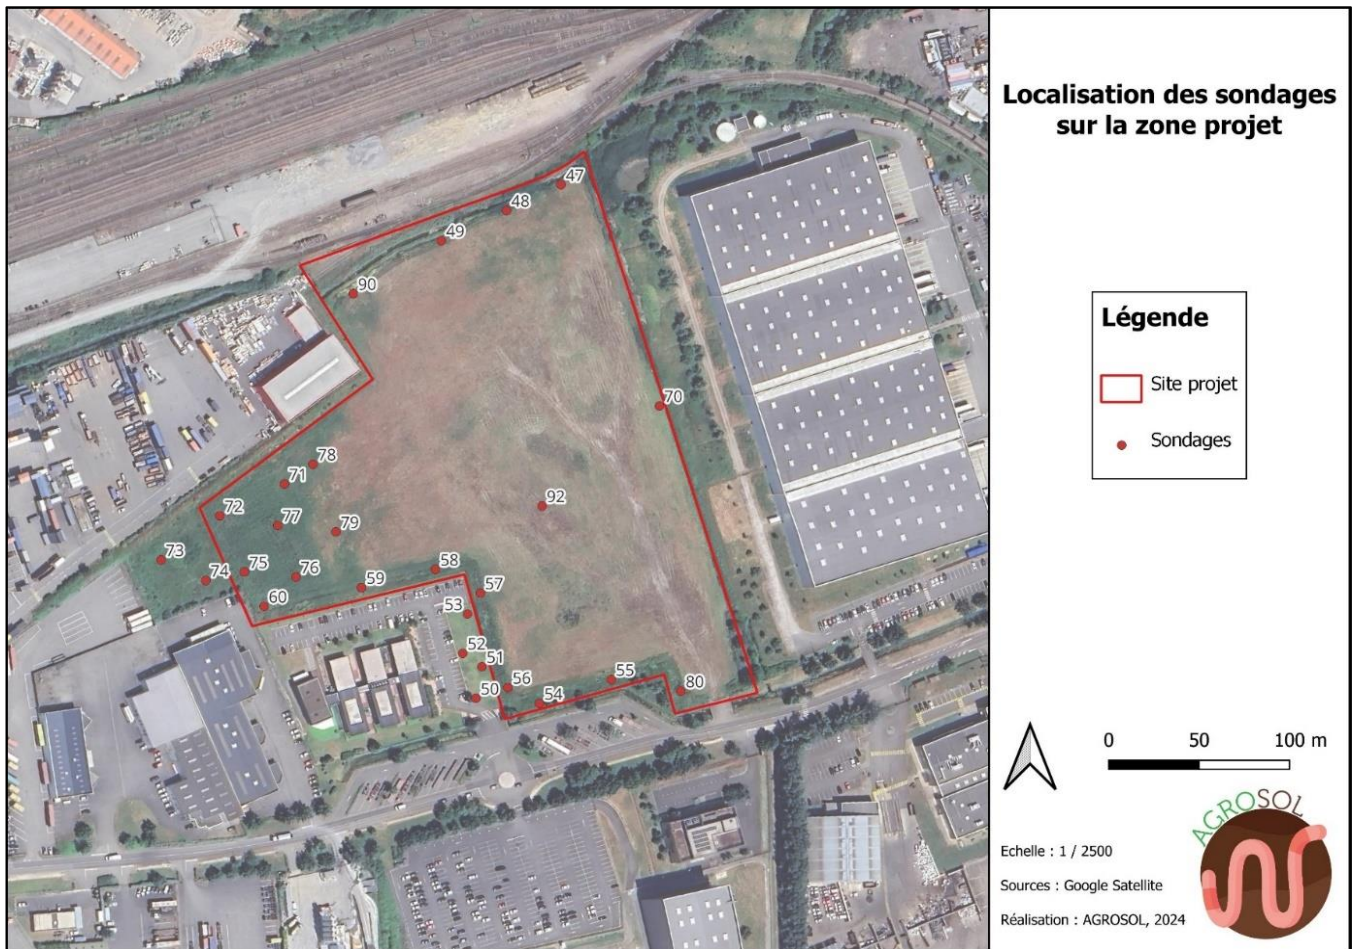 Localisation des sondages
sur la zone projet
47
48
49
90
70
78
71
72
92
77
79
73
58
75
76
74
59
57
60
53
52
51
55
56
80
50
54
Légende
Site projet
Sondages
0 50 100 m
AGROSOL
Echelle : 1 / 2500
Sources : Google Satellite
Réalisation : AGROSOL, 2024